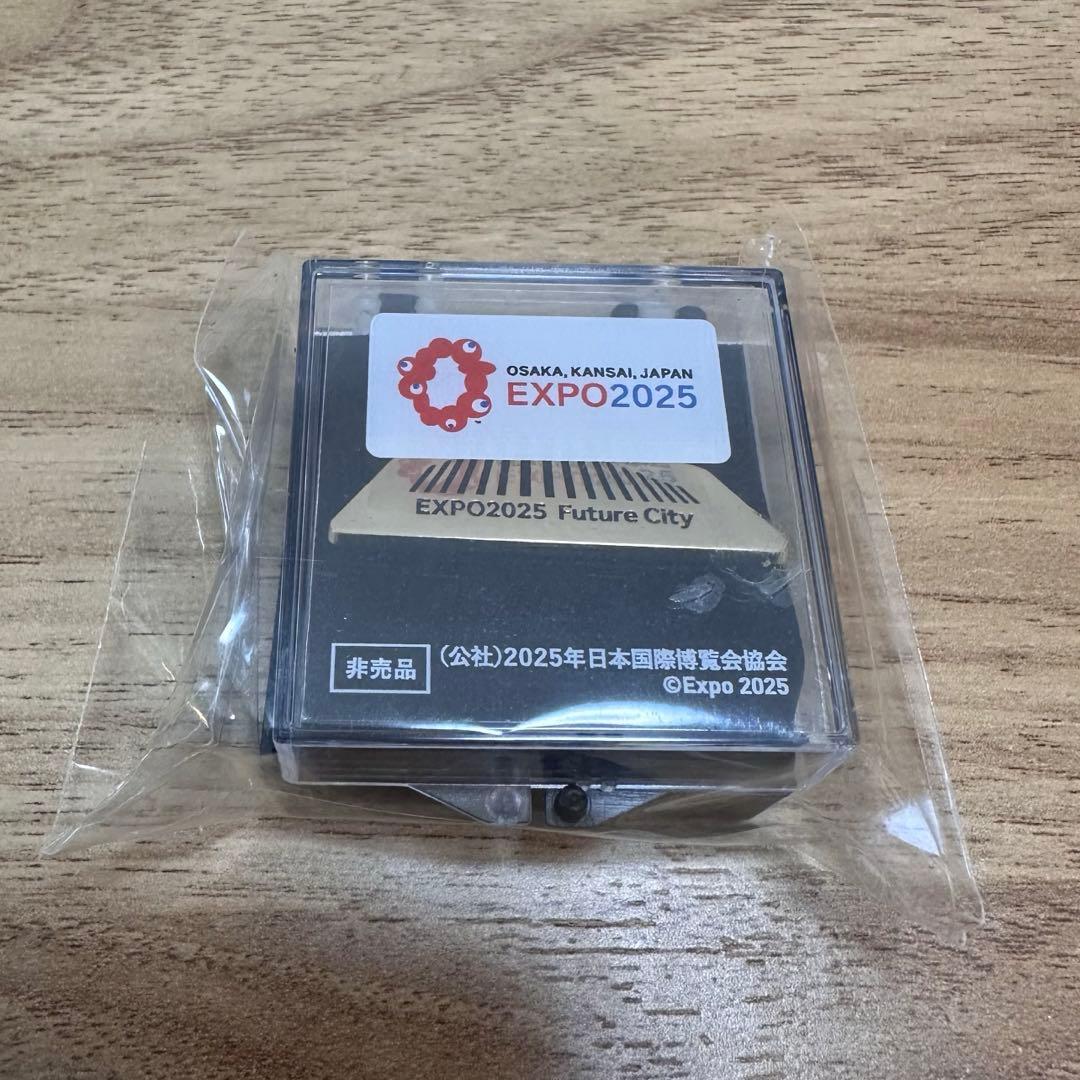 OSAKA, KANSAI, JAPAN
EXPO2025
EXPO2025 Future City
非売品
(公社)2025年日本国際博覧会協会
©Expo 2025